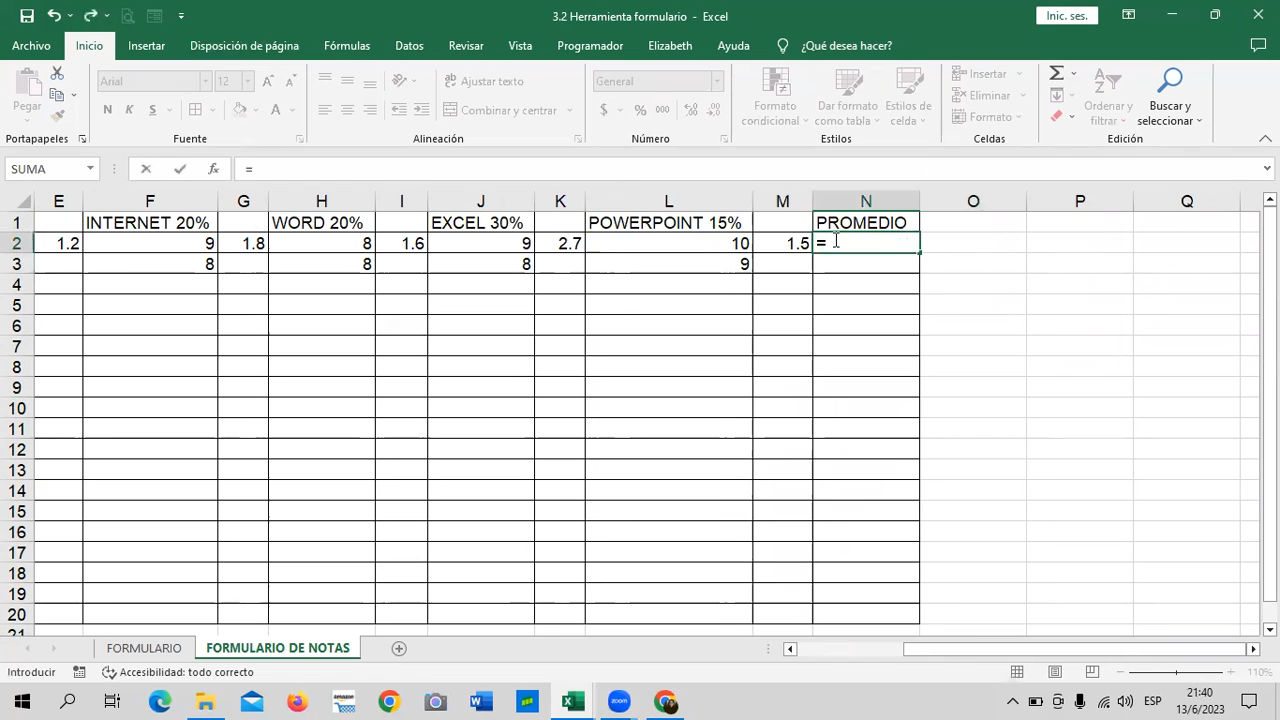 3.2 Herramienta formulario - Excel
Inic. ses.
Archivo Inicio Insertar Disposición de página Fórmulas Datos Revisar Vista Programador Elizabeth Ayuda ¿Qué desea hacer?
Pegar
Arial 12
N K S
Ajustar texto
Combinar y centrar
General
$ % 000
Formato condicional
Dar formato como tabla
Estilos de celda
Insertar
Eliminar
Formato
Ordenar y filtrar
Buscar y seleccionar
Portapapeles Fuente Alineación Número Estilos Celdas Edición
SUMA fx =
E F G H I J K L M N O P Q
1 INTERNET 20% WORD 20% EXCEL 30% POWERPOINT 15% PROMEDIO
2 1.2 9 1.8 8 1.6 9 2.7 10 1.5 =
3 8 8 8 9
4
5
6
7
8
9
10
11
12
13
14
15
16
17
18
19
20
21
FORMULARIO FORMULARIO DE NOTAS
Introducir Accesibilidad: todo correcto 110%
ESP 21:40
13/6/2023